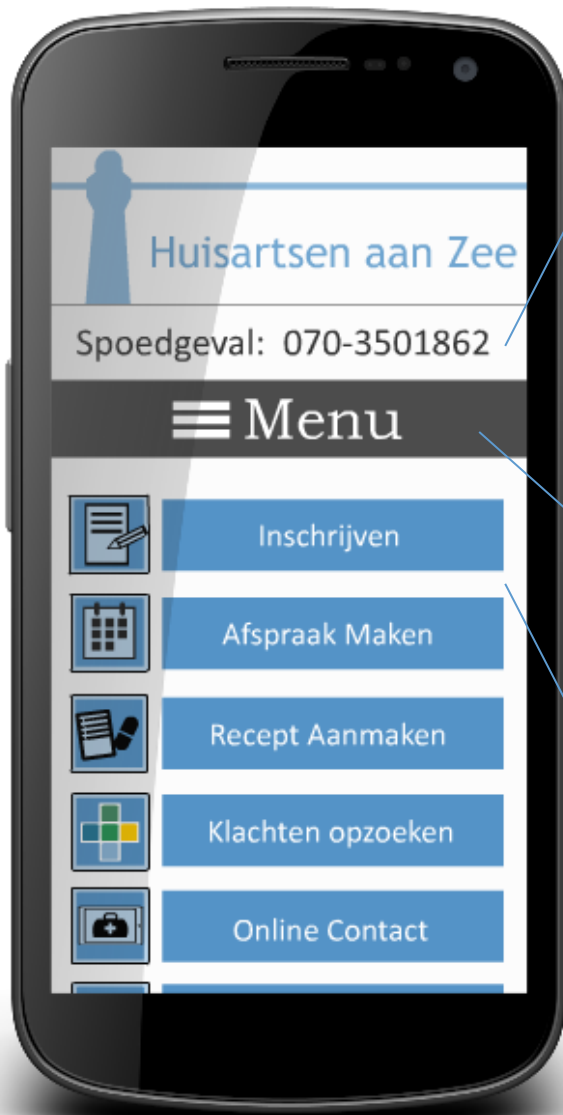 Huisartsen aan Zee
Spoedgeval: 070-3501862
Menu
Inschrijven
Afspraak Maken
Recept Aanmaken
Klachten opzoeken
Online Contact